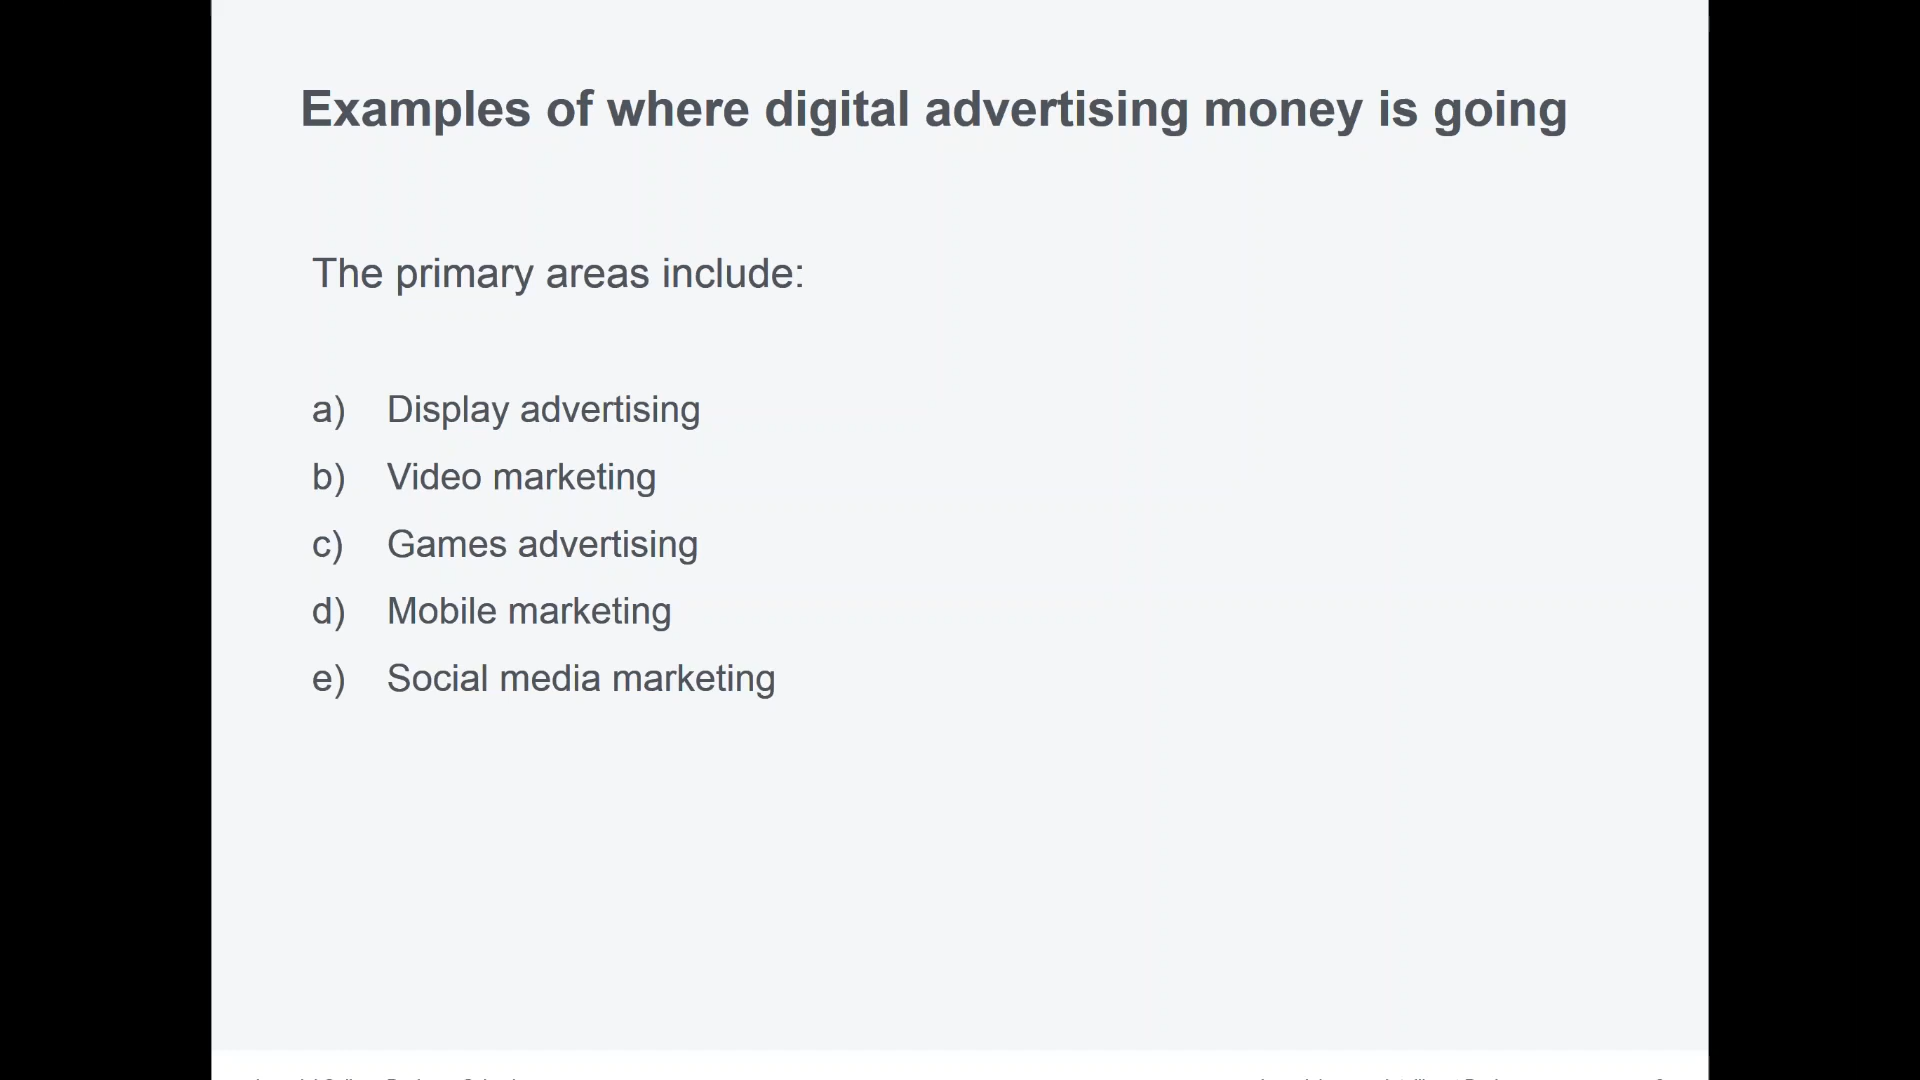 Examples of where digital advertising money is going
The primary areas include:
a) Display advertising
b) Video marketing
c) Games advertising
d) Mobile marketing
e) Social media marketing